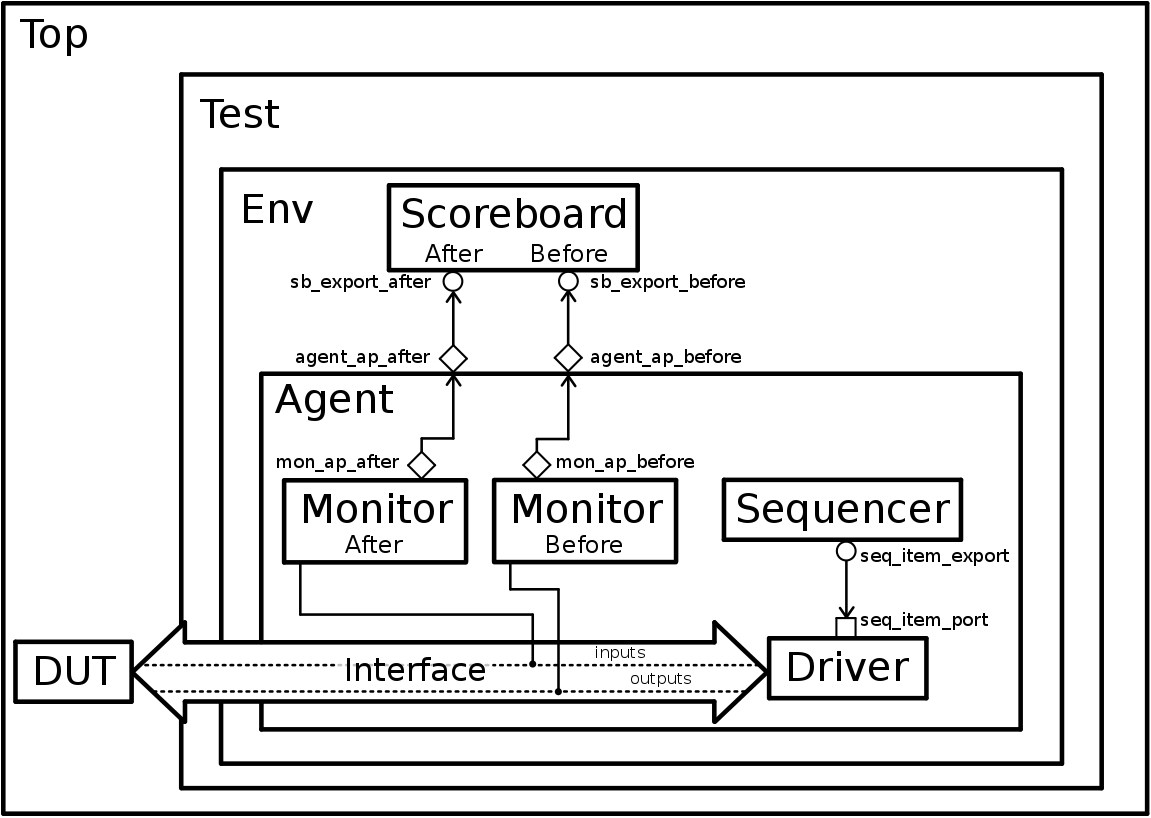 Top
Test
Env
Scoreboard
After Before
sb_export_after sb_export_before
agent_ap_after agent_ap_before
Agent
mon_ap_after mon_ap_before
Monitor Monitor Sequencer
After Before
seq_item_export
seq_item_port
inputs
DUT Interface Driver
outputs